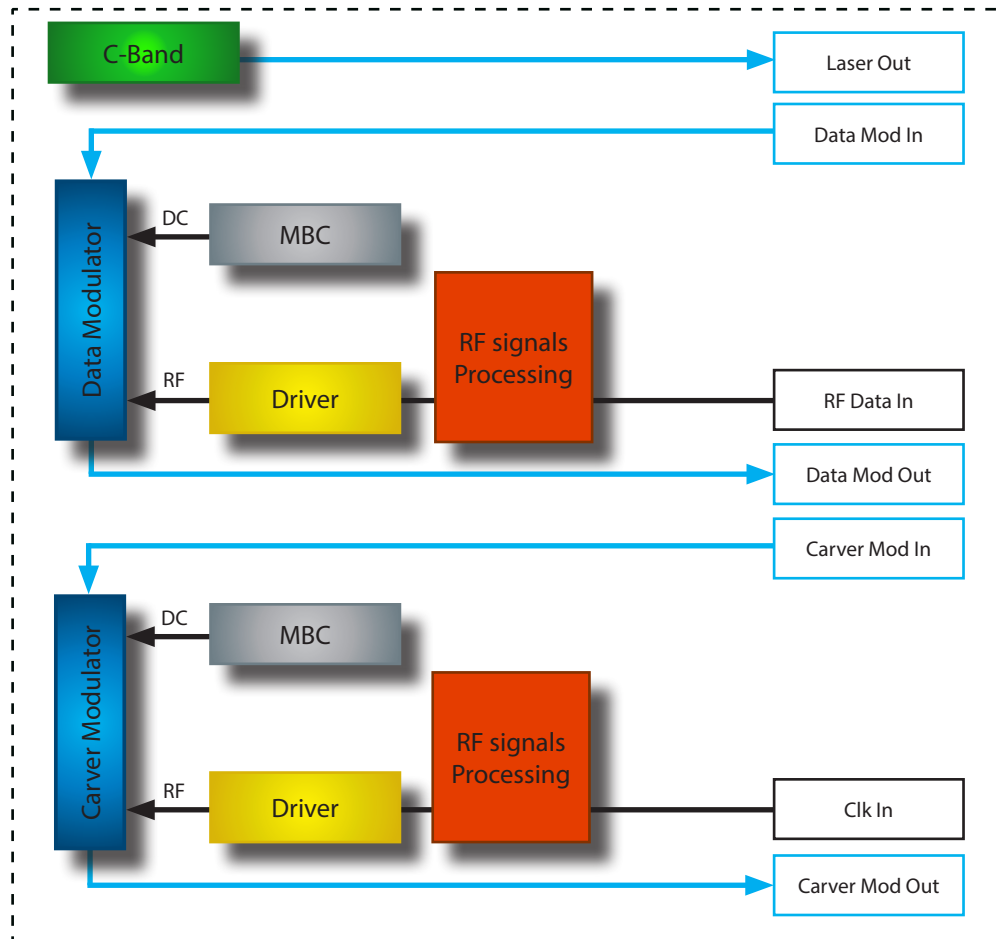 C-Band
Laser Out
Data Mod In
Data Modulator
DC
MBC
RF signals
Processing
RF
Driver
RF Data In
Data Mod Out
Carver Mod In
Carver Modulator
DC
MBC
RF signals
Processing
RF
Driver
Clk In
Carver Mod Out